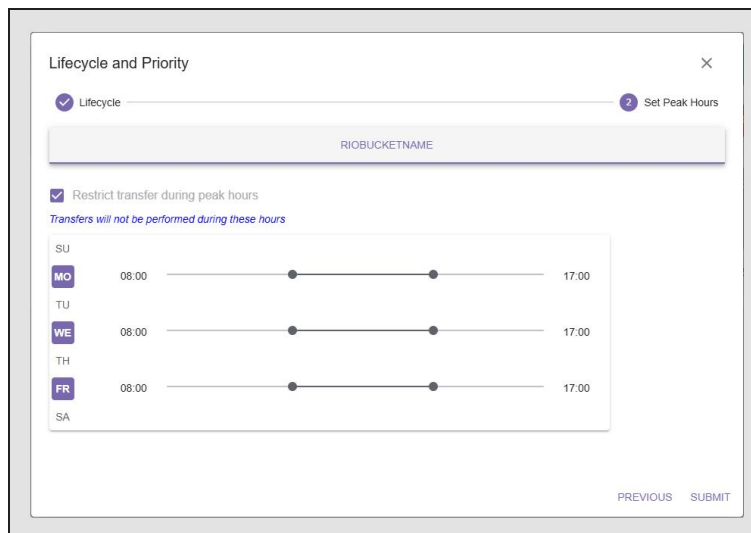 Lifecycle and Priority
Lifecycle 2 Set Peak Hours
RIOBUCKETNAME
Restrict transfer during peak hours
Transfers will not be performed during these hours
SU
MO 08:00 17:00
TU
WE 08:00 17:00
TH
FR 08:00 17:00
SA
PREVIOUS SUBMIT